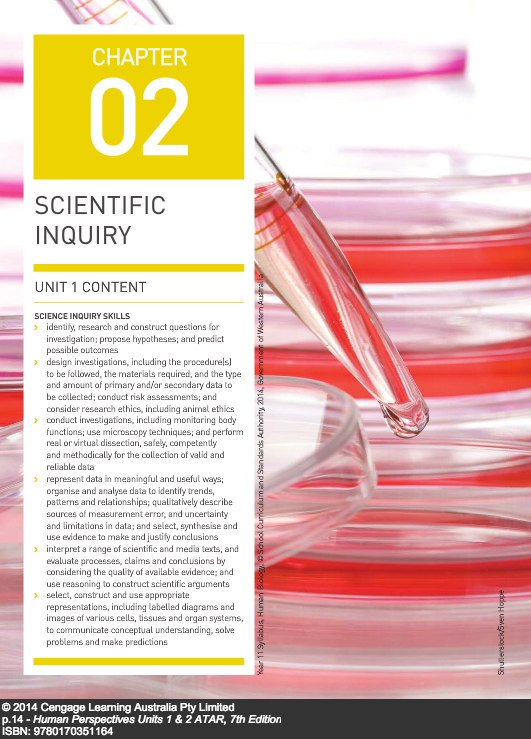 CHAPTER
02
SCIENTIFIC
INQUIRY
UNIT 1 CONTENT
SCIENCE INQUIRY SKILLS
› identify, research and construct questions for
investigation; propose hypotheses; and predict
possible outcomes
› design investigations, including the procedure(s)
to be followed, the materials required, and the type
and amount of primary and/or secondary data to
be collected; conduct risk assessments; and
consider research ethics, including animal ethics
› conduct investigations, including monitoring body
functions; use microscopy techniques; and perform
real or virtual dissection, safely, competently
and methodically for the collection of valid and
reliable data
› represent data in meaningful and useful ways;
organise and analyse data to identify trends,
patterns and relationships; qualitatively describe
sources of measurement error, and uncertainty
and limitations in data; and select, synthesise and
use evidence to make and justify conclusions
› interpret a range of scientific and media texts, and
evaluate processes, claims and conclusions by
considering the quality of available evidence; and
use reasoning to construct scientific arguments
› select, construct and use appropriate
representations, including labelled diagrams and
images of various cells, tissues and organ systems,
to communicate conceptual understanding, solve
problems and make predictions
Year 11 Syllabus, Human Biology, © School Curriculum and Standards Authority, 2014, Government of Western Australia
Shutterstock/Sven Hoppe
© 2014 Cengage Learning Australia Pty Limited
p.14 - Human Perspectives Units 1 & 2 ATAR, 7th Edition
ISBN: 9780170351164